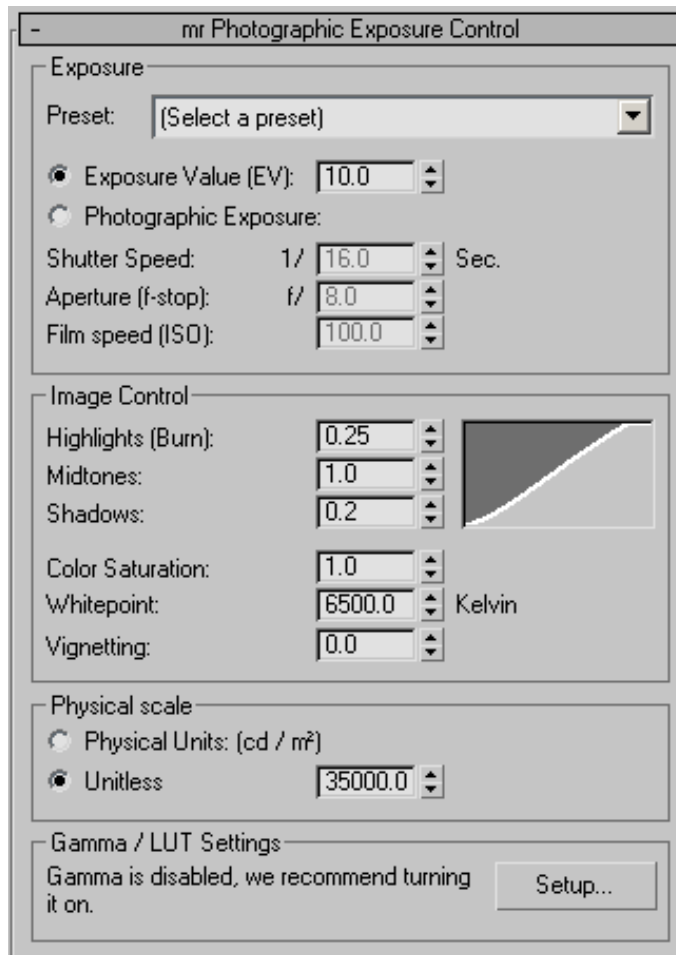 - mr Photographic Exposure Control
Exposure
Preset: (Select a preset)
Exposure Value (EV): 10.0
Photographic Exposure:
Shutter Speed: 1/ 16.0 Sec.
Aperture (f-stop): f/ 8.0
Film speed (ISO): 100.0
Image Control
Highlights (Burn): 0.25
Midtones: 1.0
Shadows: 0.2
Color Saturation: 1.0
Whitepoint: 6500.0 Kelvin
Vignetting: 0.0
Physical scale
Physical Units: (cd / m²)
Unitless 35000.0
Gamma / LUT Settings
Gamma is disabled, we recommend turning
it on.
Setup...